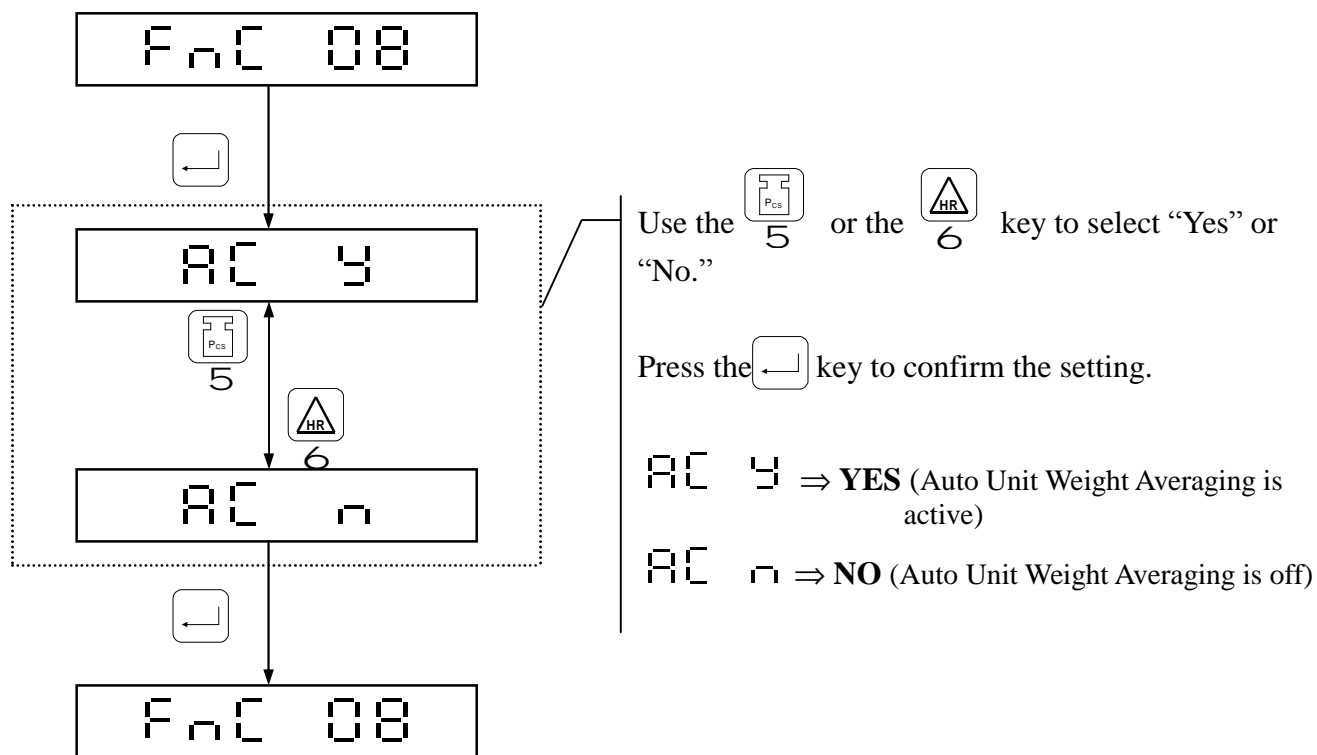 FnC 08
Use the Pcs 5 or the HR 6 key to select “Yes” or
“No.”
AC y
Pcs
5
Press the key to confirm the setting.
HR
6
AC y ⇒ YES (Auto Unit Weight Averaging is
active)
AC n
AC n ⇒ NO (Auto Unit Weight Averaging is off)
FnC 08